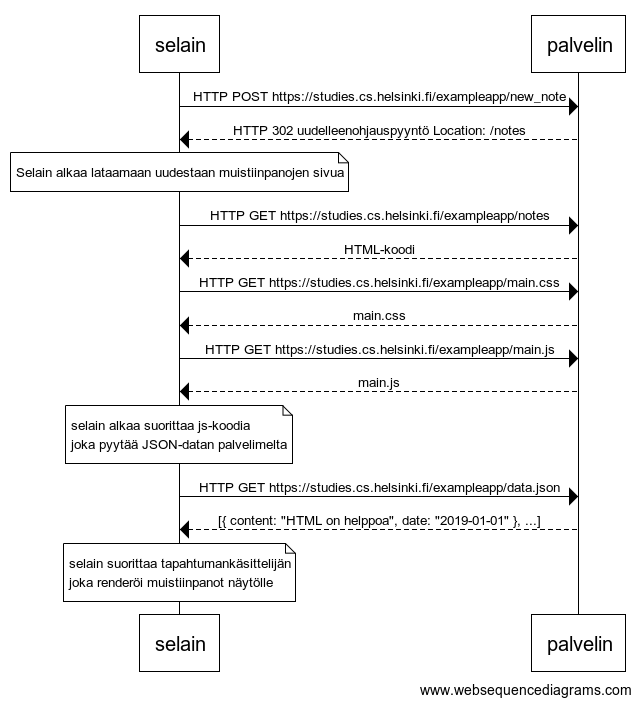 selain
palvelin
HTTP POST https://studies.cs.helsinki.fi/exampleapp/new_note
HTTP 302 uudelleenohjauspyyntö Location: /notes
Selain alkaa lataamaan uudestaan muistiinpanojen sivua
HTTP GET https://studies.cs.helsinki.fi/exampleapp/notes
HTML-koodi
HTTP GET https://studies.cs.helsinki.fi/exampleapp/main.css
main.css
HTTP GET https://studies.cs.helsinki.fi/exampleapp/main.js
main.js
selain alkaa suorittaa js-koodia
joka pyytää JSON-datan palvelimelta
HTTP GET https://studies.cs.helsinki.fi/exampleapp/data.json
[{ content: "HTML on helppoa", date: "2019-01-01" }, ...]
selain suorittaa tapahtumankäsittelijän
joka renderöi muistiinpanot näytölle
selain
palvelin
www.websequencediagrams.com